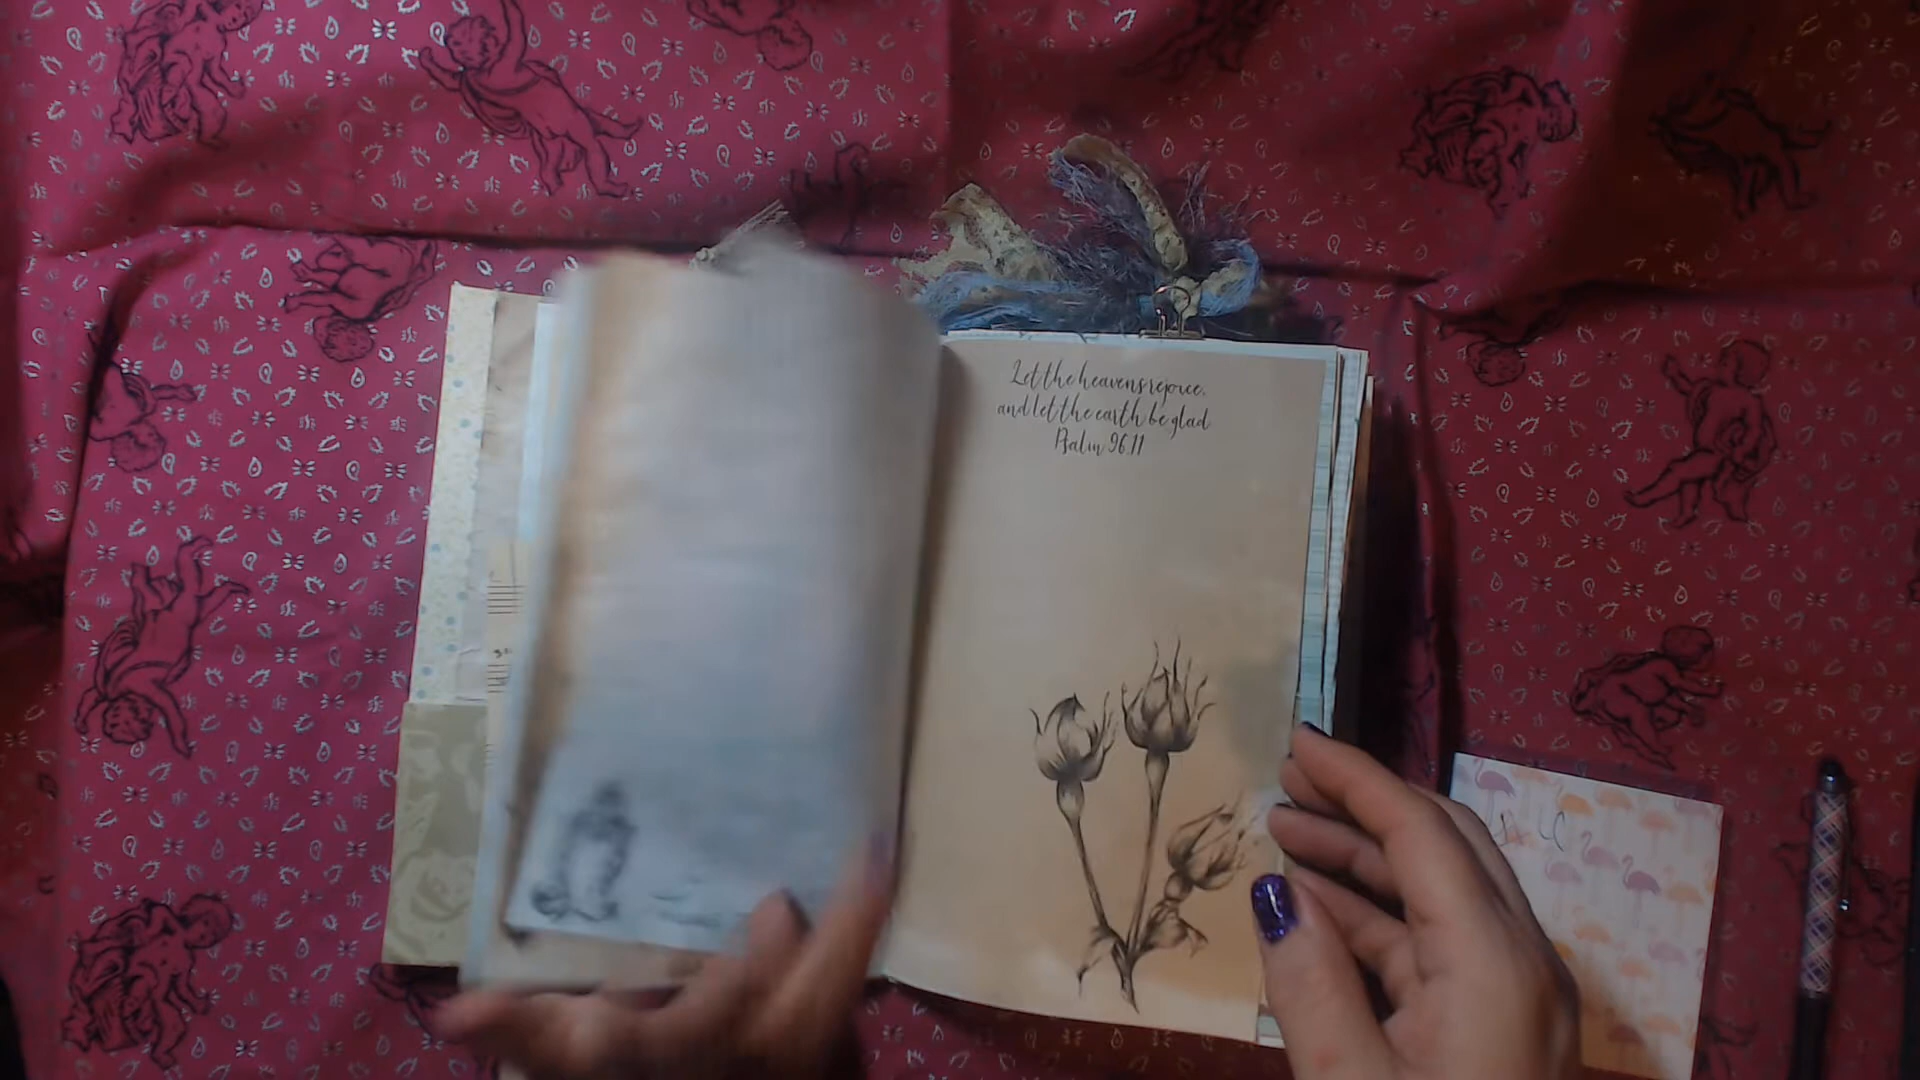 Let the heavens rejoice,
and let the earth be glad
Psalm 96:11